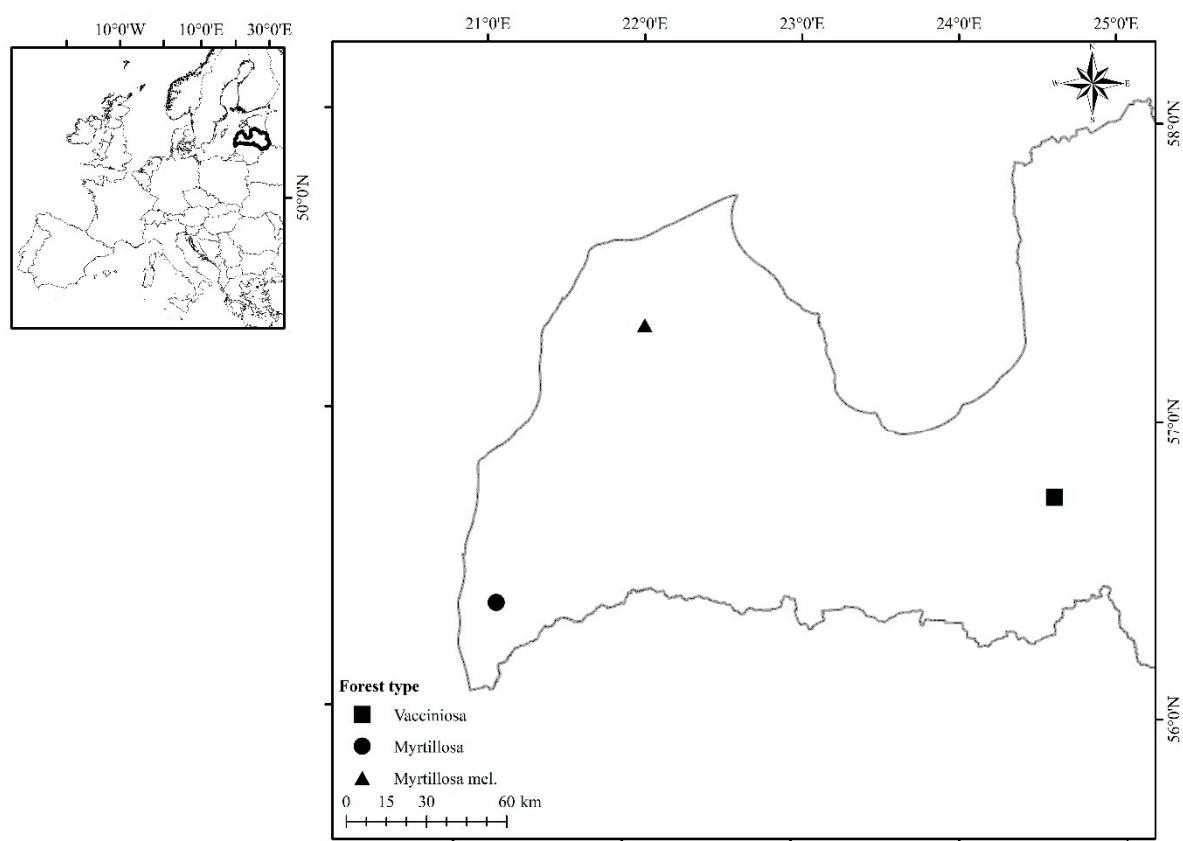 10°0'W 10°0'E 30°0'E
50°0'N
21°0'E 22°0'E 23°0'E 24°0'E 25°0'E
N
W E
N
58°0'N
57°0'N
56°0'N
Forest type
Vacciniosa
Myrtillosa
Myrtillosa mel.
0 15 30 60 km